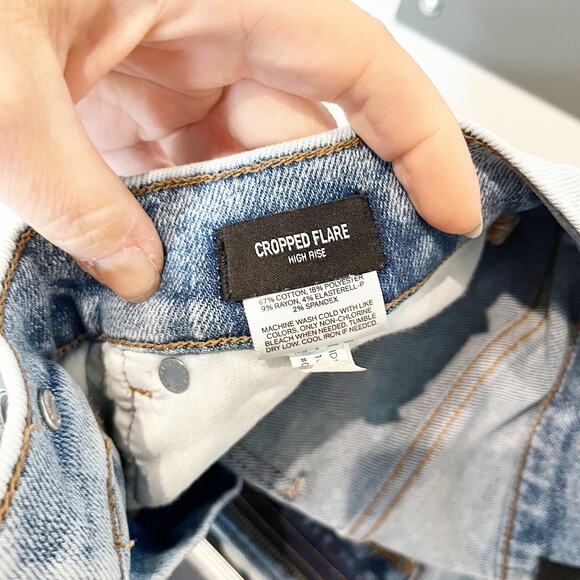 CROPPED FLARE
HIGH RISE
67% COTTON, 18% POLYESTER
9% RAYON, 4% ELASTERELL-P
2% SPANDEX
MACHINE WASH COLD WITH LIKE
COLORS. ONLY NON-CHLORINE
BLEACH WHEN NEEDED. TUMBLE
DRY LOW. COOL IRON IF NEEDED.